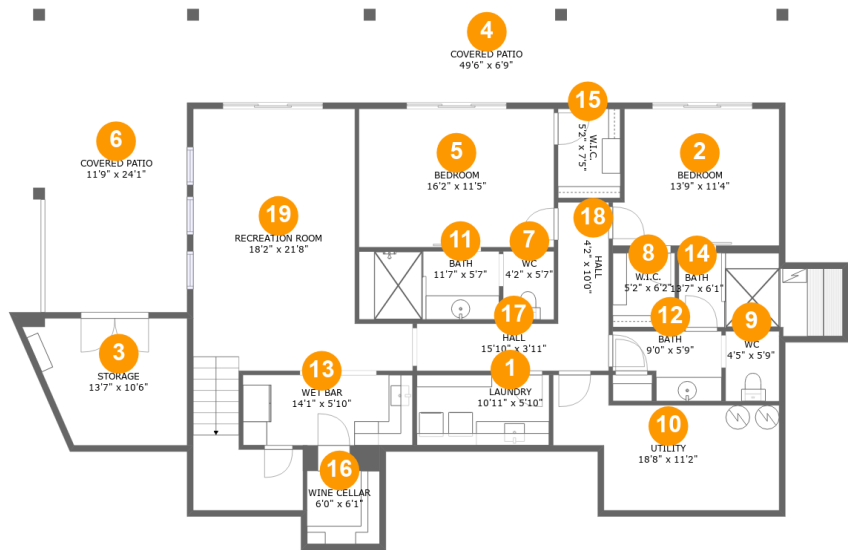 4
COVERED PATIO
49'6" x 6'9"
15
W.I.C.
5'2" x 7'5"
6
COVERED PATIO
11'9" x 24'1"
5
BEDROOM
16'2" x 11'5"
2
BEDROOM
13'9" x 11'4"
19
RECREATION ROOM
18'2" x 21'8"
18
HALL
4'2" x 10'0"
11
BATH
11'7" x 5'7"
7
WC
4'2" x 5'7"
8
W.I.C.
5'2" x 6'2"
14
BATH
13'7" x 6'1"
17
HALL
15'10" x 3'11"
12
BATH
9'0" x 5'9"
9
WC
4'5" x 5'9"
3
STORAGE
13'7" x 10'6"
13
WET BAR
14'1" x 5'10"
1
LAUNDRY
10'11" x 5'10"
10
UTILITY
18'8" x 11'2"
16
WINE CELLAR
6'0" x 6'1"